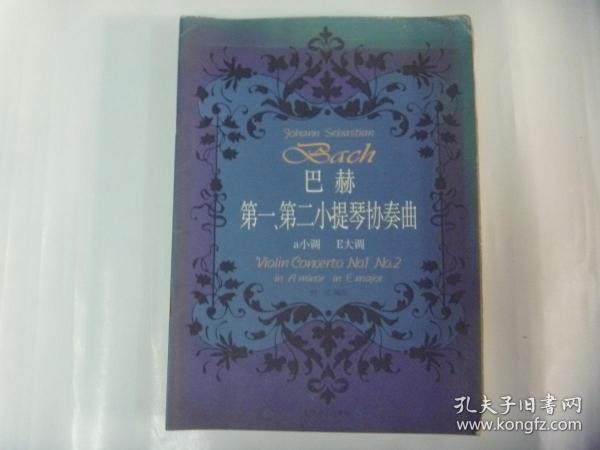 Johann Sebastian
Bach
巴赫
第一、第二小提琴协奏曲
a小调 E大调
Violin Concerto No.1 No.2
in A minor in E major
孔夫子旧书网
www.kongfz.com